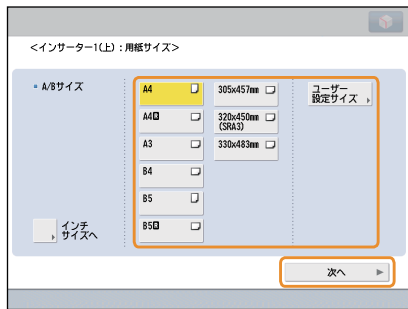 <インサーター1(上)：用紙サイズ>
A/Bサイズ
A4
A4R
A3
B4
B5
B5R
305x457mm
320x450mm
(SRA3)
330x483mm
ユーザー
設定サイズ
インチ
サイズへ
次へ